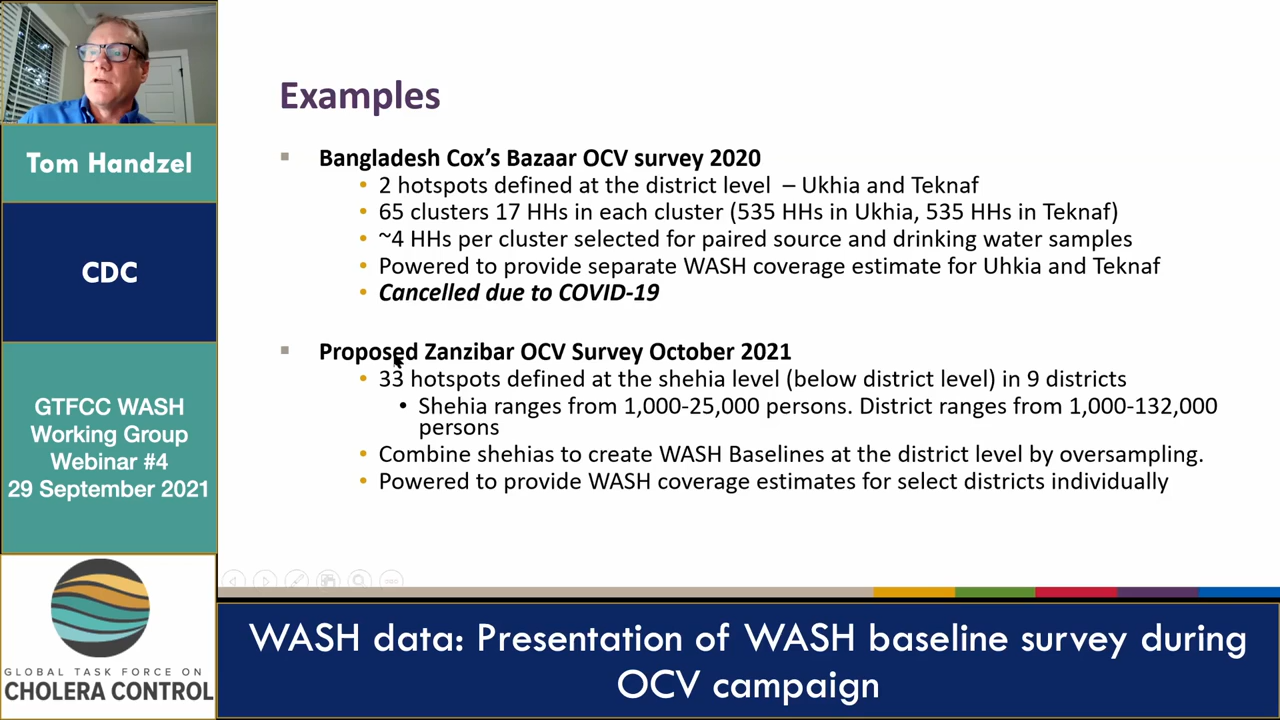 Tom Handzel
CDC
GTFCC WASH
Working Group
Webinar #4
29 September 2021
GLOBAL TASK FORCE ON
CHOLERA CONTROL
Examples
Bangladesh Cox's Bazaar OCV survey 2020
2 hotspots defined at the district level – Ukhia and Teknaf
65 clusters 17 HHs in each cluster (535 HHs in Ukhia, 535 HHs in Teknaf)
~4 HHs per cluster selected for paired source and drinking water samples
Powered to provide separate WASH coverage estimate for Uhkia and Teknaf
Cancelled due to COVID-19
Proposed Zanzibar OCV Survey October 2021
33 hotspots defined at the shehia level (below district level) in 9 districts
Shehia ranges from 1,000-25,000 persons. District ranges from 1,000-132,000
persons
Combine shehias to create WASH Baselines at the district level by oversampling.
Powered to provide WASH coverage estimates for select districts individually
WASH data: Presentation of WASH baseline survey during
OCV campaign